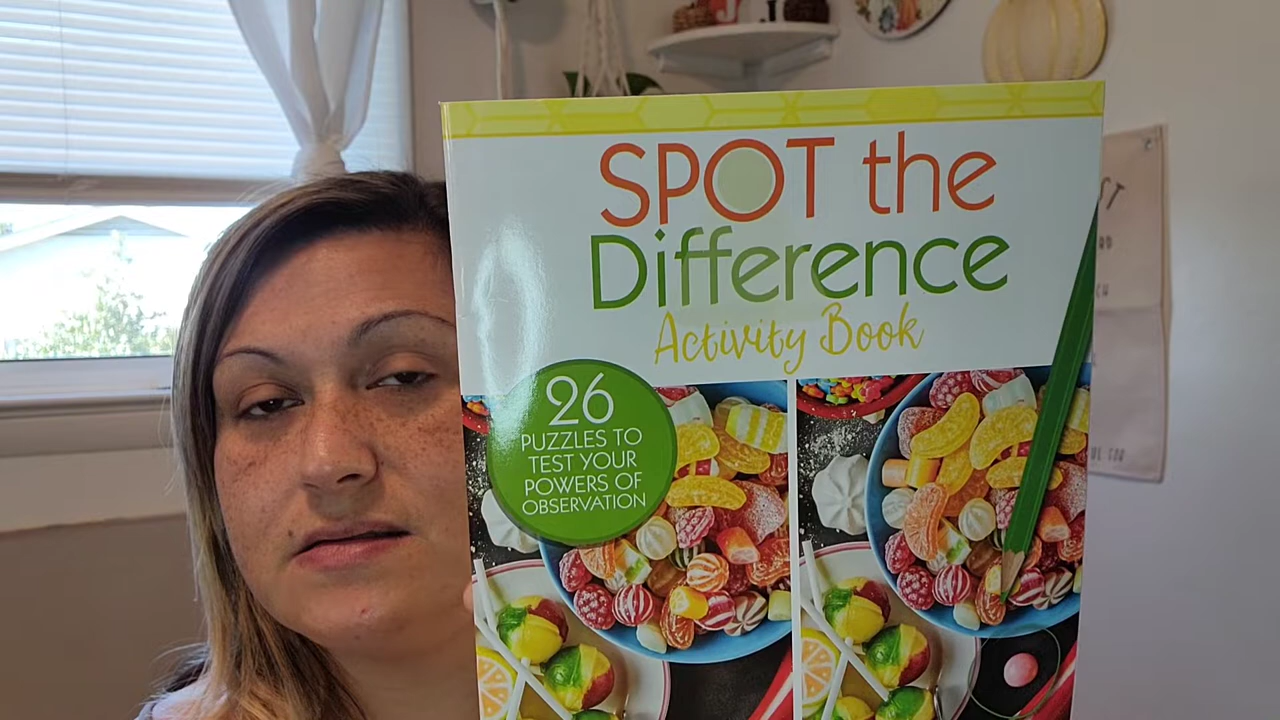 SPOT the
Difference
Activity Book
26
PUZZLES TO
TEST YOUR
POWERS OF
OBSERVATION